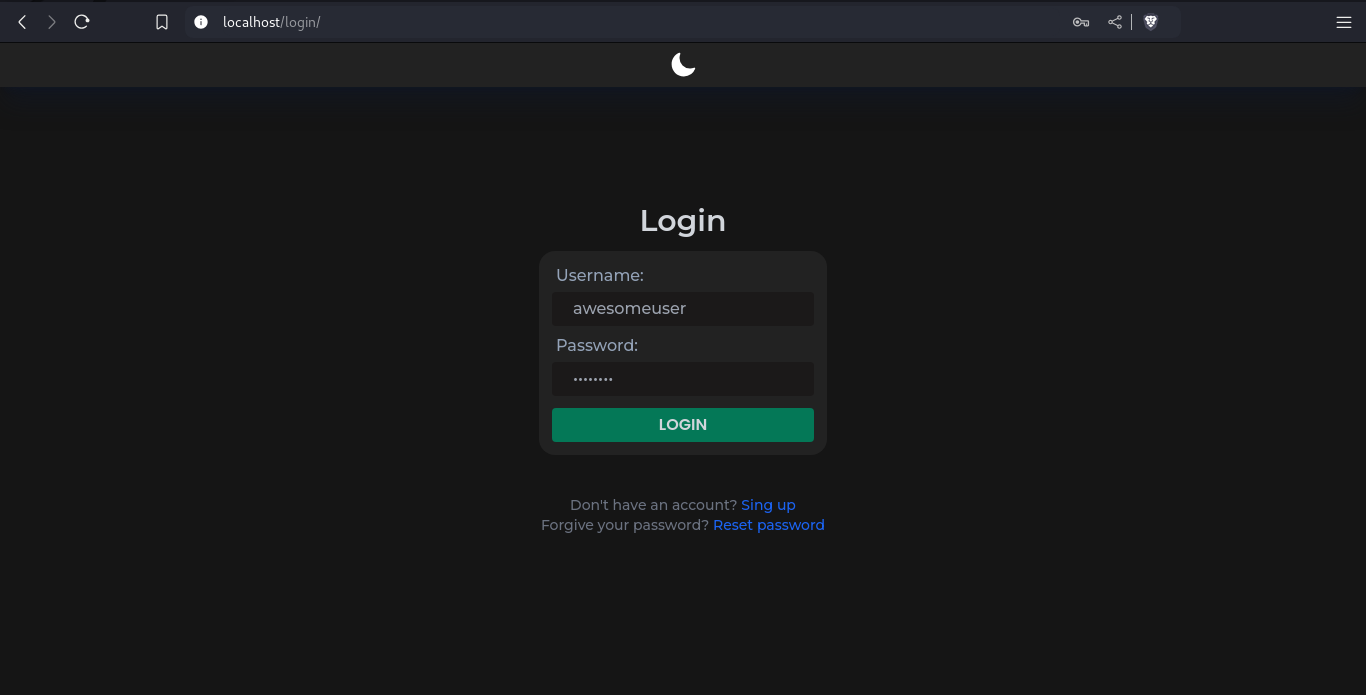 localhost/login/
Login
Username:
awesomeuser
Password:
••••••••
LOGIN
Don't have an account? Sing up
Forgive your password? Reset password